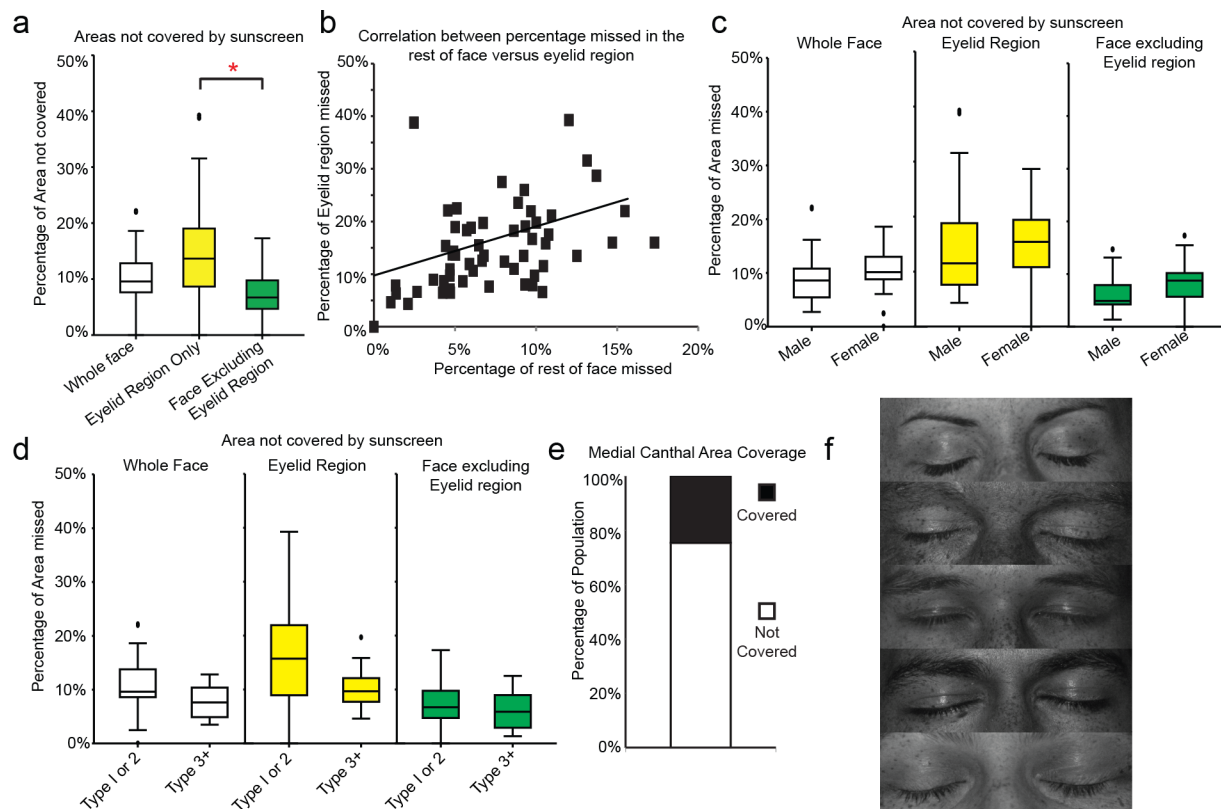 a
Areas not covered by sunscreen
Percentage of Area not covered
50%
40%
30%
20%
10%
0%
*
Whole face
Eyelid Region Only
Face Excluding
Eyelid Region
b
Correlation between percentage missed in the
rest of face versus eyelid region
Percentage of Eyelid region missed
50%
40%
30%
20%
10%
0%
0%
5%
10%
15%
20%
Percentage of rest of face missed
c
Area not covered by sunscreen
Whole Face
Eyelid Region
Face excluding
Eyelid region
Percentage of Area missed
50%
40%
30%
20%
10%
0%
Male
Female
Male
Female
Male
Female
d
Area not covered by sunscreen
Whole Face
Eyelid Region
Face excluding
Eyelid region
Percentage of Area missed
50%
40%
30%
20%
10%
0%
Type I or 2
Type 3+
Type I or 2
Type 3+
Type I or 2
Type 3+
e
Medial Canthal Area Coverage
Percentage of Population
100%
80%
60%
40%
20%
0%
Covered
Not
Covered
f